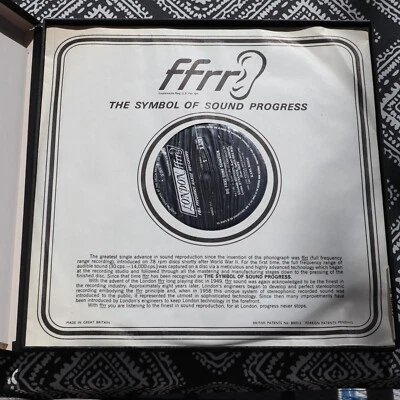 ffrr
Trademarks Reg. U.S. Pat. Off.
THE SYMBOL OF SOUND PROGRESS
LONDON ffrr
The greatest single advance in sound reproduction since the invention of the phonograph was ffrr (full frequency
range recording), introduced on 78 rpm discs shortly after World War II. For the first time, the full frequency range of
audible sound (30 cps.—14,000 cps.) was captured on a disc via a meticulous and highly advanced technology which began
at the recording studio and followed through all the mastering and manufacturing stages down to the pressing of the
finished disc. Since that time ffrr has been recognized as THE SYMBOL OF SOUND PROGRESS.
With the advent of the London ffrr long playing disc in 1949, ffrr sound was again acknowledged to be the finest in
the recording industry. Approximately six years later, London's engineers began to develop and perfect stereophonic
recording embodying the ffrr principle and, when in 1958 this unique system of stereophonic recorded sound was
introduced to the public, it represented the utmost in sophisticated technology. Since then many improvements have
been introduced by London's engineers to keep London technology in the forefront.
With ffrr you are listening to the finest in sound reproduction, for at London, progress never stops.
MADE IN GREAT BRITAIN
BRITISH PATENTS